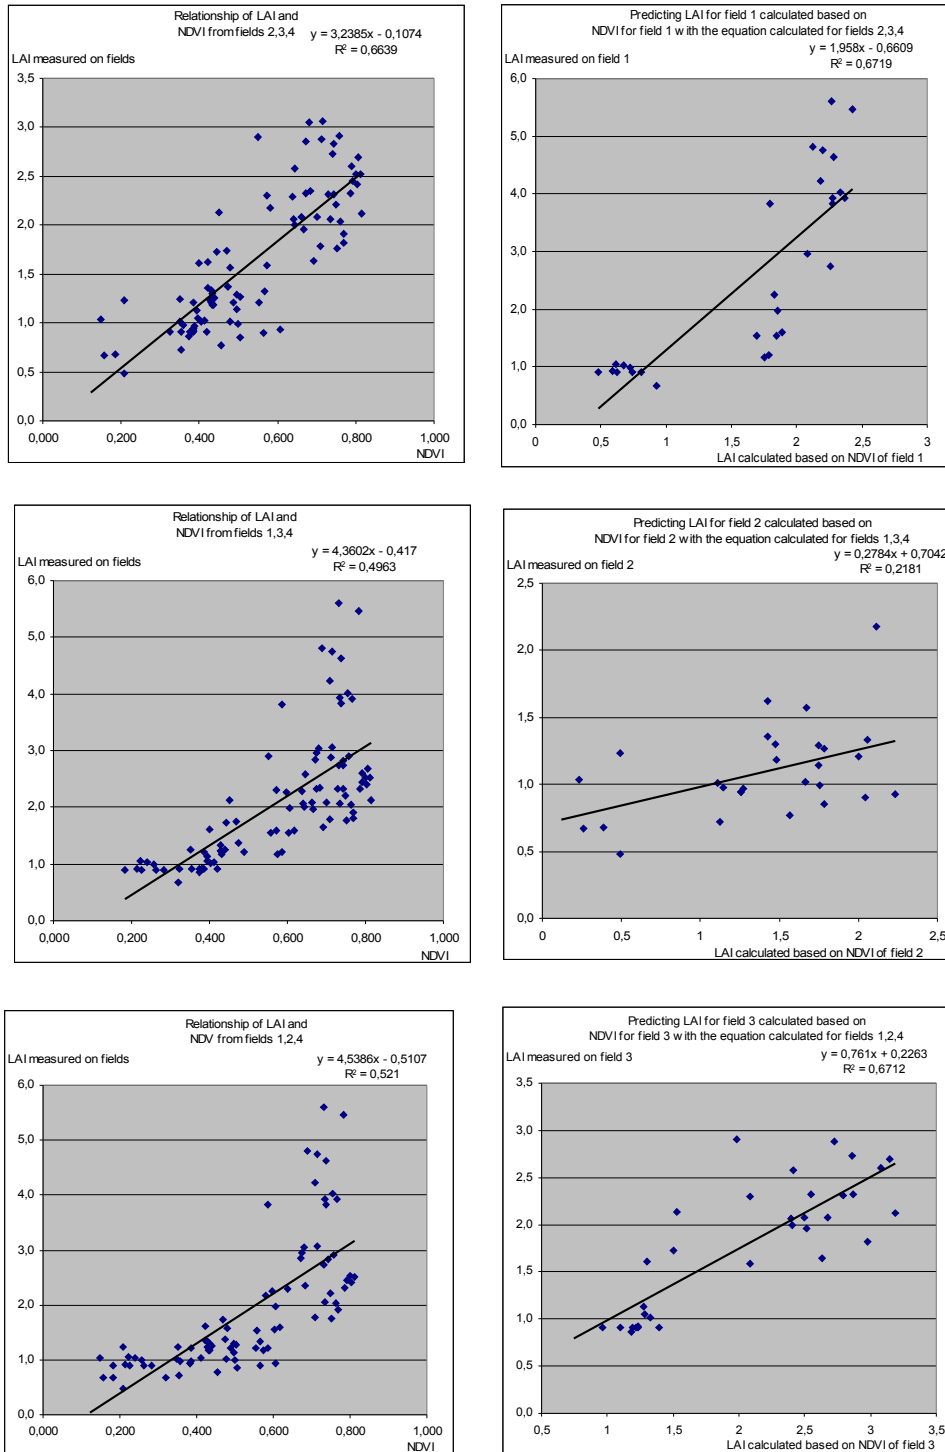 Relationship of LAI and
NDVI from fields 2,3,4
y = 3,2385x - 0,1074
R² = 0,6639
LAI measured on fields
3,5
3,0
2,5
2,0
1,5
1,0
0,5
0,0
0,000 0,200 0,400 0,600 0,800 1,000
NDVI
Predicting LAI for field 1 calculated based on
NDVI for field 1 with the equation calculated for fields 2,3,4
y = 1,958x - 0,6609
R² = 0,6719
LAI measured on field 1
6,0
5,0
4,0
3,0
2,0
1,0
0,0
0 0,5 1 1,5 2 2,5 3
LAI calculated based on NDVI of field 1
Relationship of LAI and
NDVI from fields 1,3,4
y = 4,3602x - 0,417
R² = 0,4963
LAI measured on fields
6,0
5,0
4,0
3,0
2,0
1,0
0,0
0,000 0,200 0,400 0,600 0,800 1,000
NDVI
Predicting LAI for field 2 calculated based on
NDVI for field 2 with the equation calculated for fields 1,3,4
y = 0,2784x + 0,7042
R² = 0,2181
LAI measured on field 2
2,5
2,0
1,5
1,0
0,5
0,0
0 0,5 1 1,5 2 2,5
LAI calculated based on NDVI of field 2
Relationship of LAI and
NDV from fields 1,2,4
y = 4,5386x - 0,5107
R² = 0,521
LAI measured on fields
6,0
5,0
4,0
3,0
2,0
1,0
0,0
0,000 0,200 0,400 0,600 0,800 1,000
NDVI
Predicting LAI for field 3 calculated based on
NDVI for field 3 with the equation calculated for fields 1,2,4
y = 0,761x + 0,2263
R² = 0,6712
LAI measured on field 3
3,5
3,0
2,5
2,0
1,5
1,0
0,5
0,0
0,5 1 1,5 2 2,5 3 3,5
LAI calculated based on NDVI of field 3